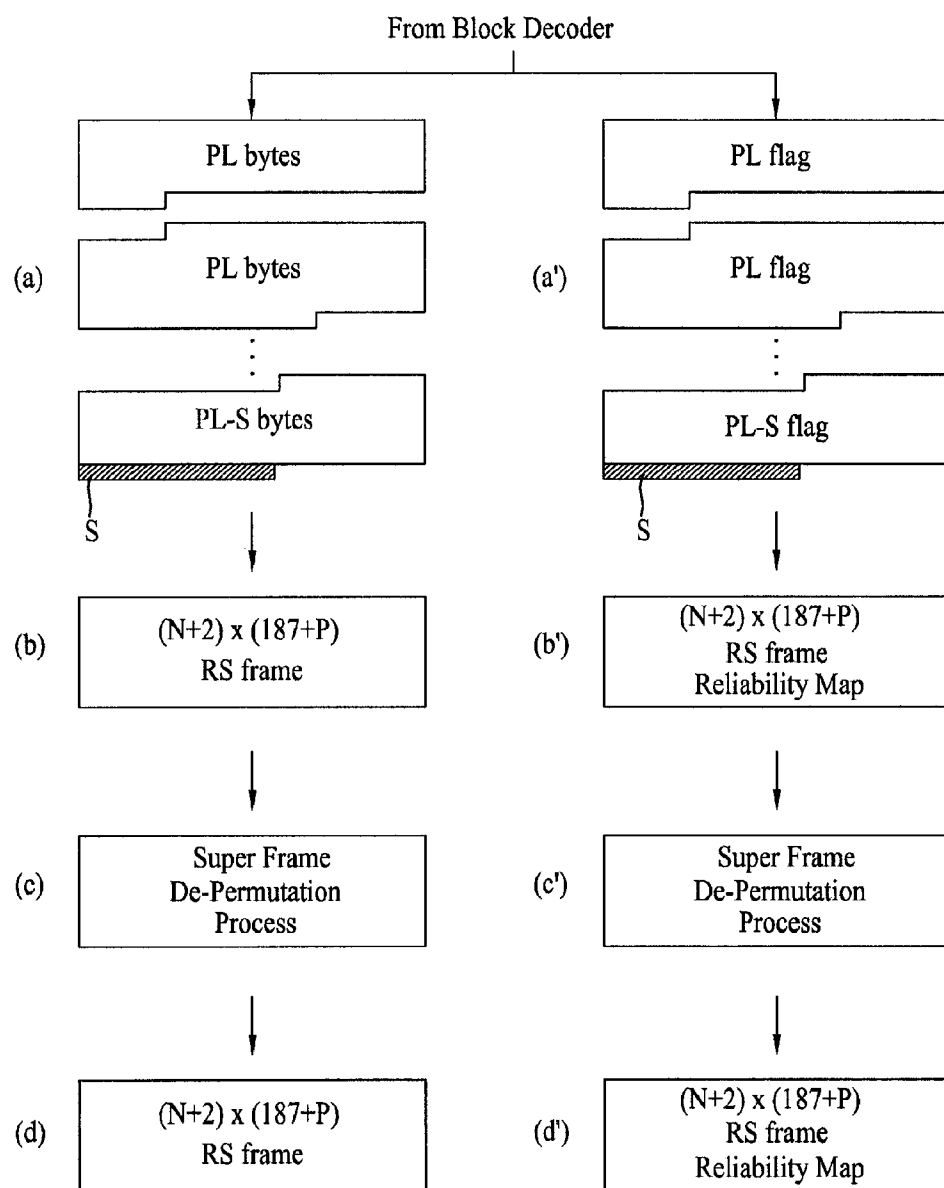 From Block Decoder
PL bytes
PL flag
(a)
PL bytes
(a')
PL flag
PL-S bytes
PL-S flag
S
S
(b)
(N+2) x (187+P)
RS frame
(b')
(N+2) x (187+P)
RS frame
Reliability Map
(c)
Super Frame
De-Permutation
Process
(c')
Super Frame
De-Permutation
Process
(d)
(N+2) x (187+P)
RS frame
(d')
(N+2) x (187+P)
RS frame
Reliability Map